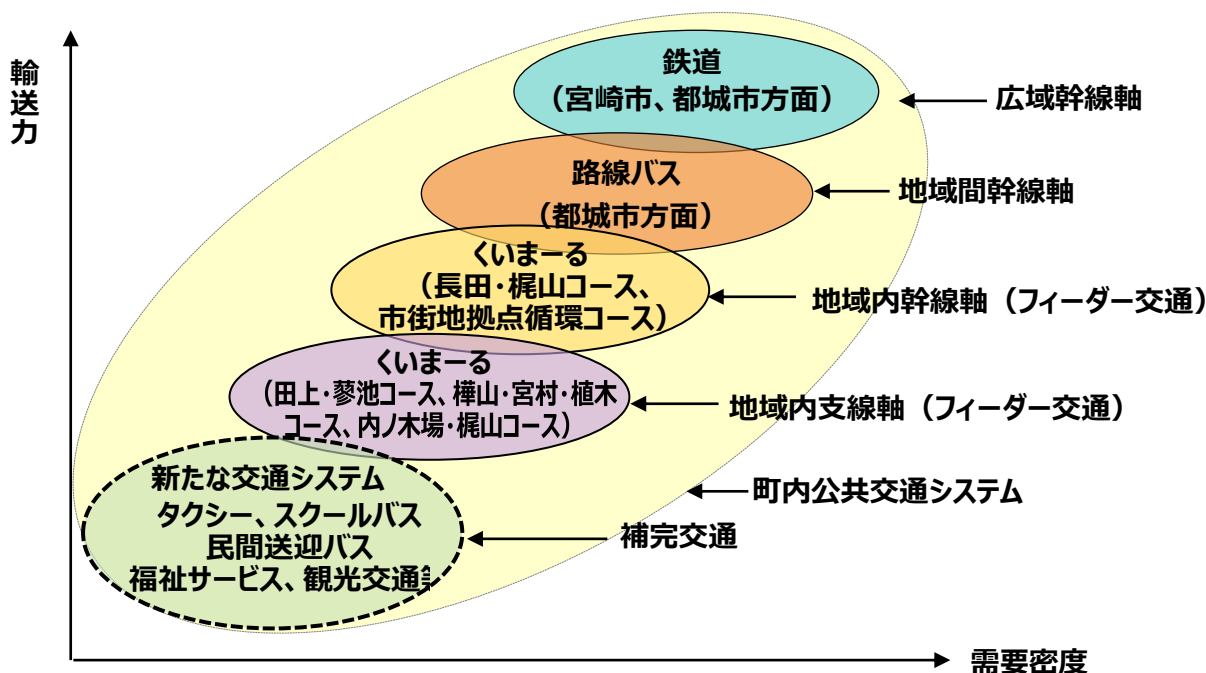 輸送力
鉄道
（宮崎市、都城市方面）
広域幹線軸
路線バス
（都城市方面）
地域間幹線軸
くいまーる
（長田・梶山コース、
市街地拠点循環コース）
地域内幹線軸（フィーダー交通）
くいまーる
（田上・蓼池コース、樺山・宮村・植木
コース、内ノ木場・梶山コース）
地域内支線軸（フィーダー交通）
町内公共交通システム
新たな交通システム
タクシー、スクールバス
民間送迎バス
福祉サービス、観光交通
補完交通
需要密度